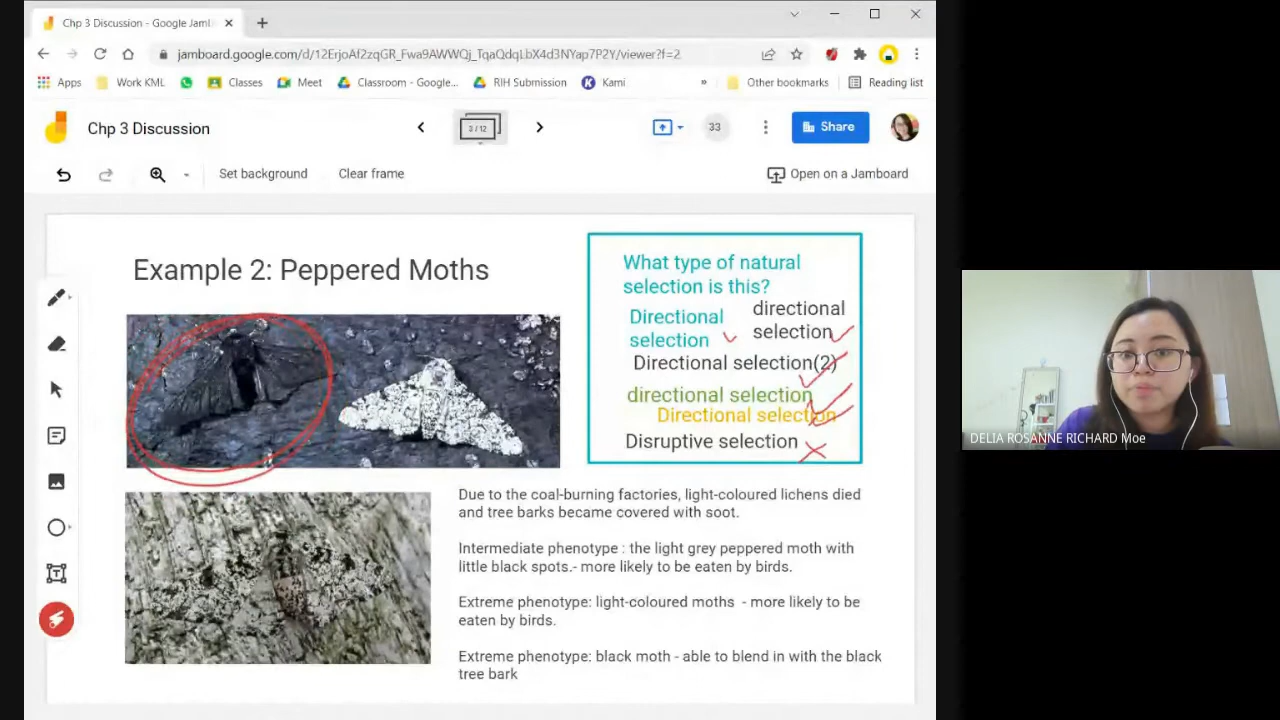 Chp 3 Discussion - Google Jamb
jamboard.google.com/d/12ErjoAf2zqGR_Fwa9AWWQj_TqaQdqLbX4d3NYap7P2Y/viewer?f=2
Apps Work KML Classes Meet Classroom - Google... RIH Submission Kami » Other bookmarks Reading list
Chp 3 Discussion
3 / 12
33
Share
Set background
Clear frame
Open on a Jamboard
Example 2: Peppered Moths
What type of natural
selection is this?
Directional
selection
directional
selection
Directional selection(2)
directional selection
Directional selection
Disruptive selection
Due to the coal-burning factories, light-coloured lichens died
and tree barks became covered with soot.
Intermediate phenotype : the light grey peppered moth with
little black spots.- more likely to be eaten by birds.
Extreme phenotype: light-coloured moths - more likely to be
eaten by birds.
Extreme phenotype: black moth - able to blend in with the black
tree bark
DELIA ROSANNE RICHARD Moe